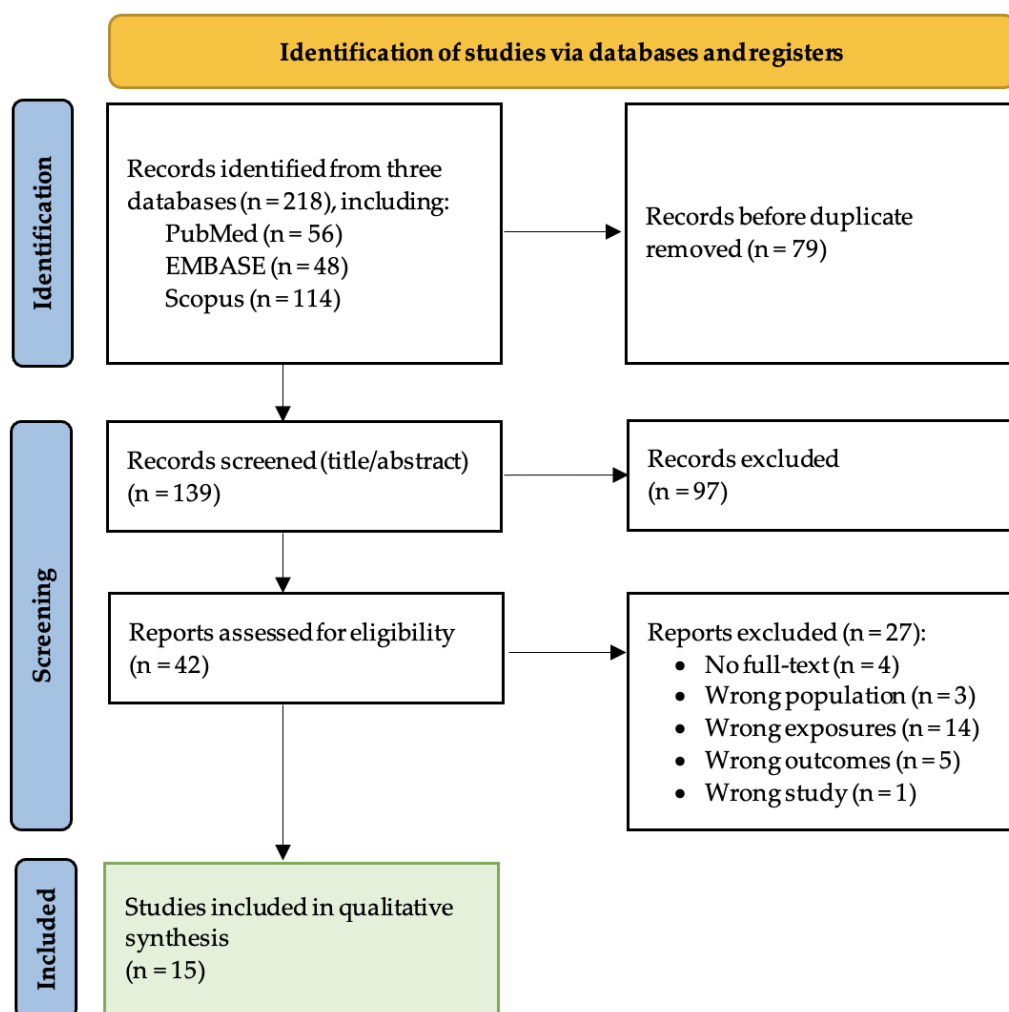 Identification of studies via databases and registers
Identification
Records identified from three
databases (n = 218), including:
PubMed (n = 56)
EMBASE (n = 48)
Scopus (n = 114)
Records before duplicate
removed (n = 79)
Screening
Records screened (title/abstract)
(n = 139)
Records excluded
(n = 97)
Reports assessed for eligibility
(n = 42)
Reports excluded (n = 27):
• No full-text (n = 4)
• Wrong population (n = 3)
• Wrong exposures (n = 14)
• Wrong outcomes (n = 5)
• Wrong study (n = 1)
Included
Studies included in qualitative
synthesis
(n = 15)